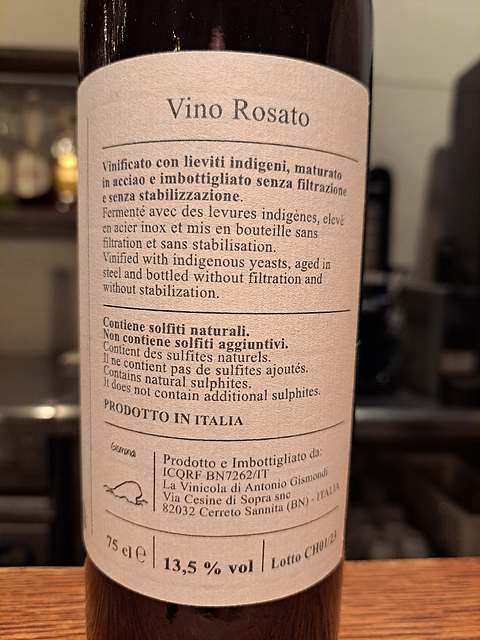 Vino Rosato
Vinificato con lieviti indigeni, maturato
in acciao e imbottigliato senza filtrazione
e senza stabilizzazione.
Fermenté avec des levures indigènes, elevé
en acier inox et mis en bouteille sans
filtration et sans stabilisation.
Vinified with indigenous yeasts, aged in
steel and bottled without filtration and
without stabilization.
Contiene solfiti naturali.
Non contiene solfiti aggiuntivi.
Contient des sulfites naturels.
Il ne contient pas de sulfites ajoutés.
Contains natural sulphites.
It does not contain additional sulphites.
PRODOTTO IN ITALIA
Gismondi
Prodotto e Imbottigliato da:
ICQRF BN7262/IT
La Vinicola di Antonio Gismondi
Via Cesine di Sopra snc
82032 Cerreto Sannita (BN) - ITALIA
75 cl e
13,5 % vol
Lotto CH01/21